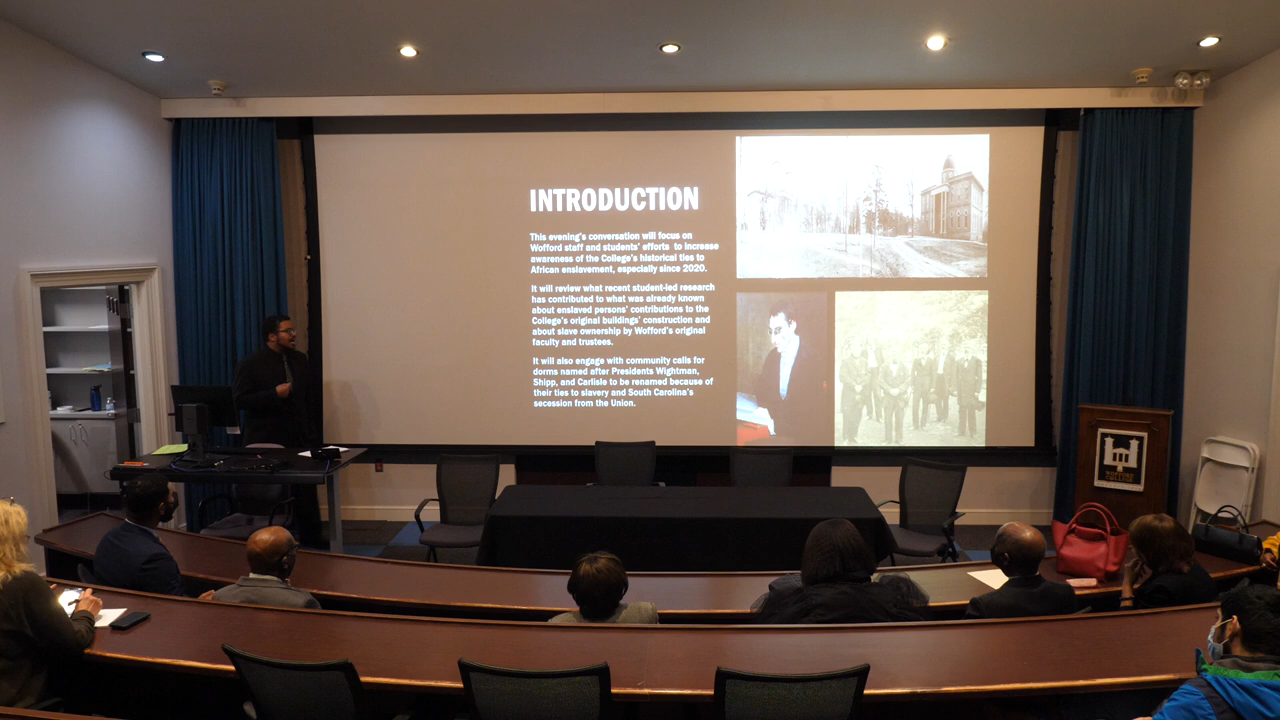 INTRODUCTION
This evening's conversation will focus on
Wofford staff and students' efforts to increase
awareness of the College's historical ties to
African enslavement, especially since 2020.
It will review what recent student-led research
has contributed to what was already known
about enslaved persons' contributions to the
College's original buildings' construction and
about slave ownership by Wofford's original
faculty and trustees.
It will also engage with community calls for
dorms named after Presidents Wightman,
Shipp, and Carlisle to be renamed because of
their ties to slavery and South Carolina's
secession from the Union.
WOFFORD
COLLEGE